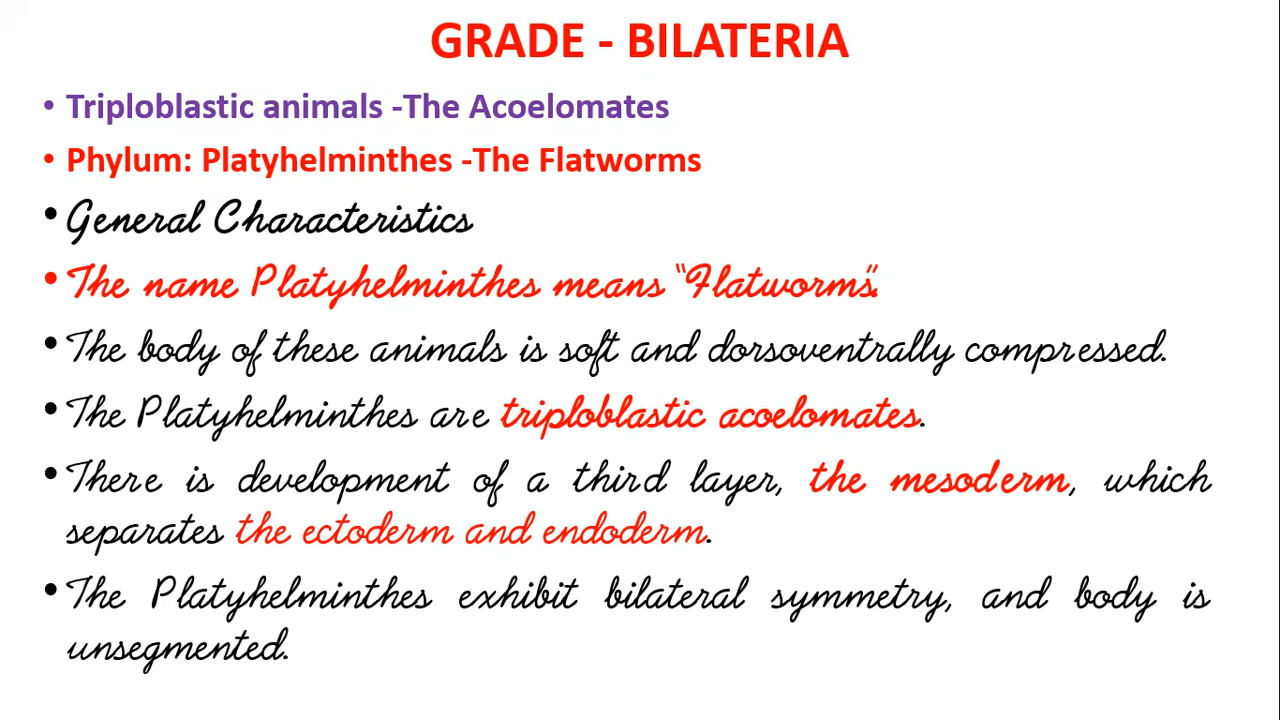 GRADE - BILATERIA
• Triploblastic animals -The Acoelomates
• Phylum: Platyhelminthes -The Flatworms
• General Characteristics
• The name Platyhelminthes means “Flatworms”.
• The body of these animals is soft and dorsoventrally compressed.
• The Platyhelminthes are triploblastic acoelomates.
• There is development of a third layer, the mesoderm, which
separates the ectoderm and endoderm.
• The Platyhelminthes exhibit bilateral symmetry, and body is
unsegmented.